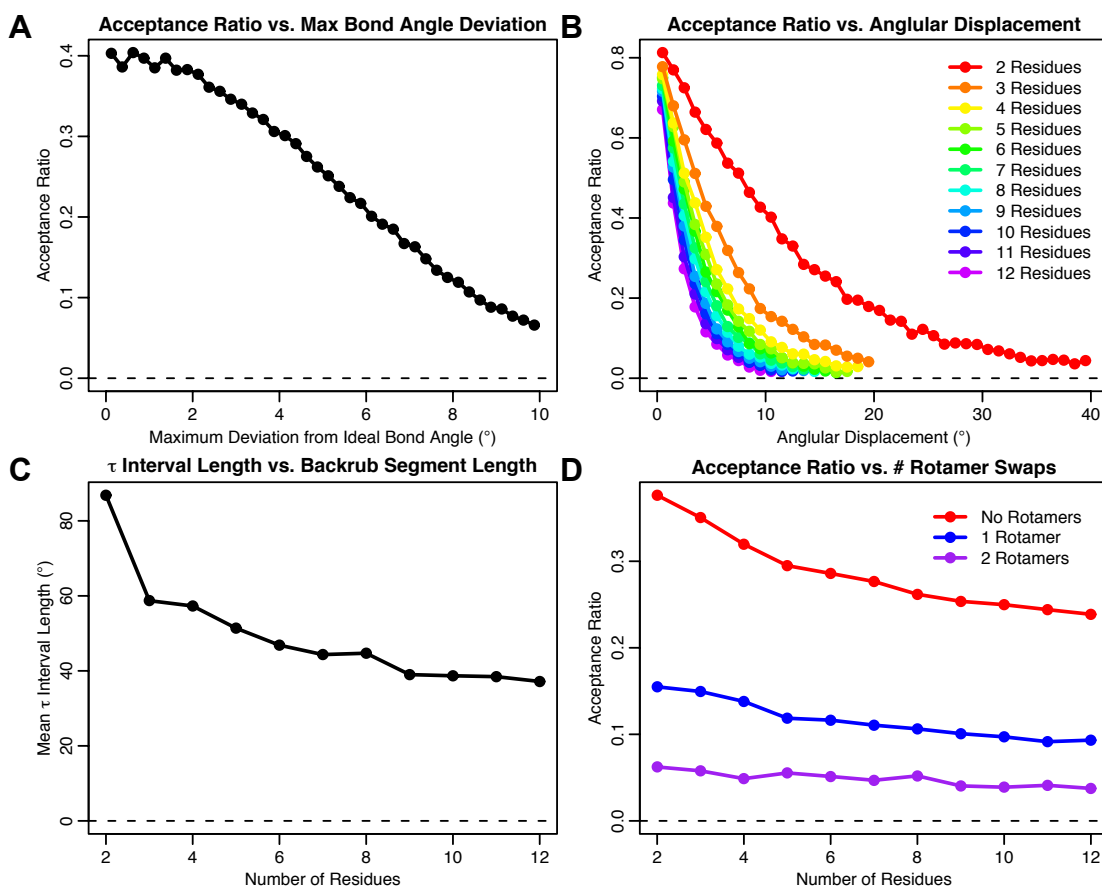 A
Acceptance Ratio vs. Max Bond Angle Deviation
Acceptance Ratio
0.0
0.1
0.2
0.3
0.4
0
2
4
6
8
10
Maximum Deviation from Ideal Bond Angle (°)
B
Acceptance Ratio vs. Anglular Displacement
Acceptance Ratio
0.0
0.2
0.4
0.6
0.8
2 Residues
3 Residues
4 Residues
5 Residues
6 Residues
7 Residues
8 Residues
9 Residues
10 Residues
11 Residues
12 Residues
0
10
20
30
40
Anglular Displacement (°)
C
τ Interval Length vs. Backrub Segment Length
Mean τ Interval Length (°)
0
20
40
60
80
2
4
6
8
10
12
Number of Residues
D
Acceptance Ratio vs. # Rotamer Swaps
Acceptance Ratio
0.0
0.1
0.2
0.3
No Rotamers
1 Rotamer
2 Rotamers
2
4
6
8
10
12
Number of Residues